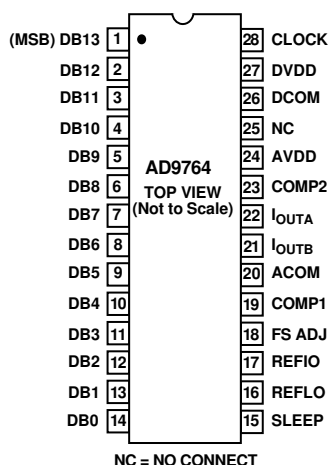 (MSB) DB13 1 28 CLOCK
DB12 2 27 DVDD
DB11 3 26 DCOM
DB10 4 25 NC
DB9 5 24 AVDD
AD9764
DB8 6 23 COMP2
TOP VIEW
DB7 7 (Not to Scale) 22 IOUTA
DB6 8 21 IOUTB
DB5 9 20 ACOM
DB4 10 19 COMP1
DB3 11 18 FS ADJ
DB2 12 17 REFIO
DB1 13 16 REFLO
DB0 14 15 SLEEP
NC = NO CONNECT